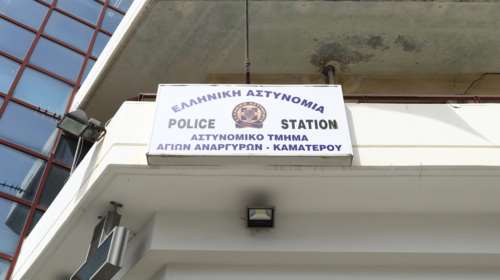 ΕΛΛΗΝΙΚΗ ΑΣΤΥΝΟΜΙΑ
POLICE STATION
ΑΣΤΥΝΟΜΙΚΟ ΤΜΗΜΑ
ΑΓΙΩΝ ΑΝΑΡΓΥΡΩΝ - ΚΑΜΑΤΕΡΟΥ